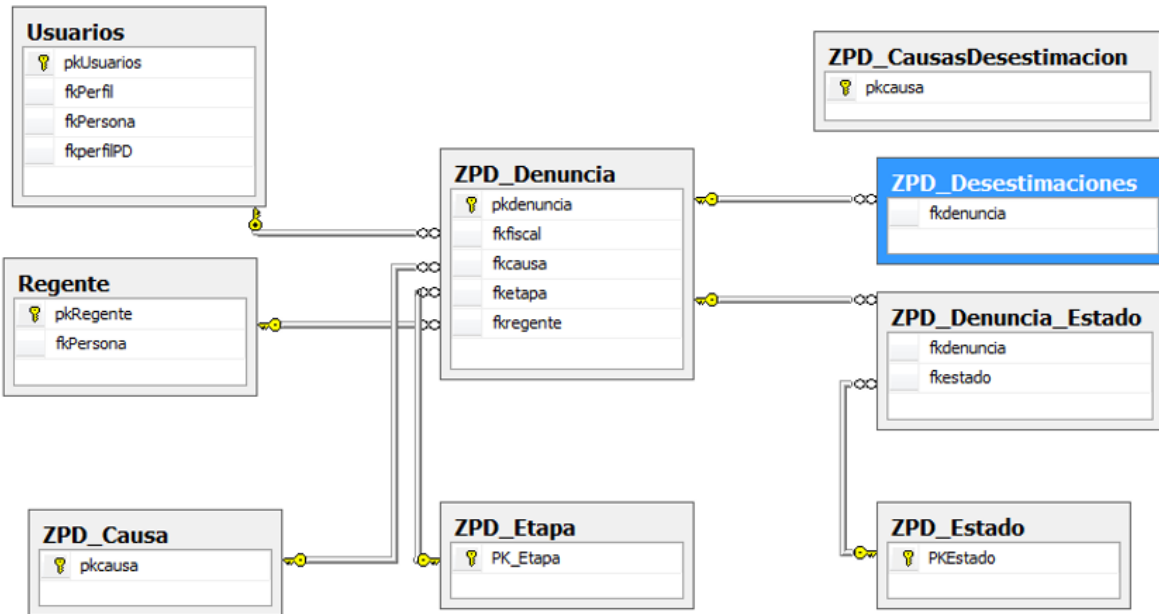 Usuarios
pkUsuarios
fkPerfil
fkPersona
fkperfilPD
ZPD_CausasDesestimacion
pkcausa
ZPD_Denuncia
pkdenuncia
fkfiscal
fkcausa
fketapa
fkregente
ZPD_Desestimaciones
fkdenuncia
Regente
pkRegente
fkPersona
ZPD_Denuncia_Estado
fkdenuncia
fkestado
ZPD_Causa
pkcausa
ZPD_Etapa
PK_Etapa
ZPD_Estado
PKEstado